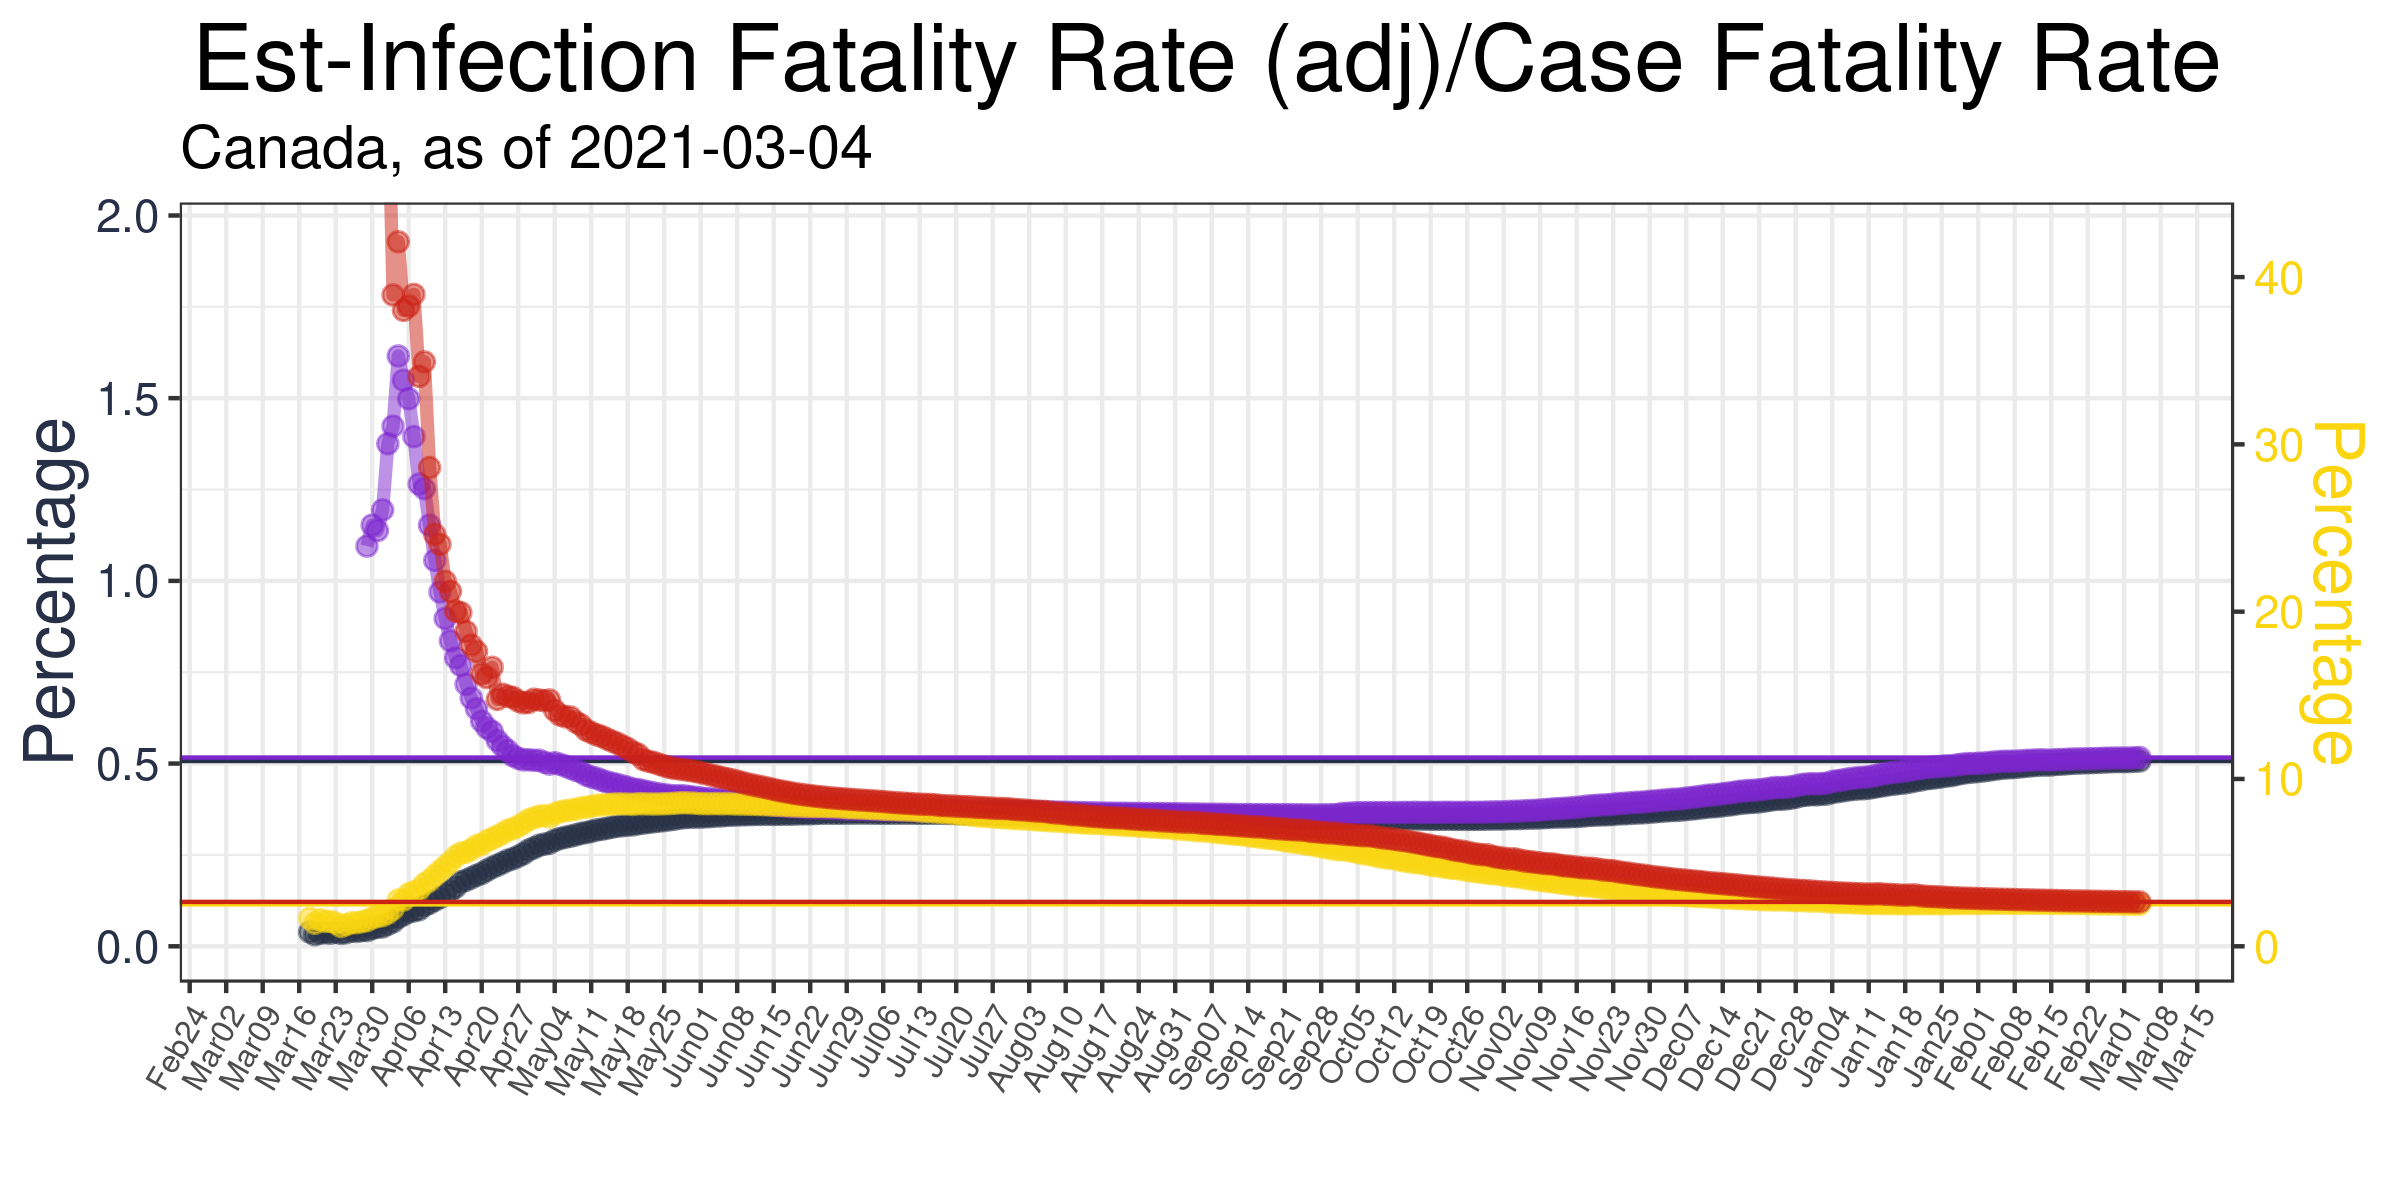 Est-Infection Fatality Rate (adj)/Case Fatality Rate
Canada, as of 2021-03-04
Percentage
2.0
1.5
1.0
0.5
0.0
40
30
20
10
0
Percentage
Feb24
Mar02
Mar09
Mar16
Mar23
Mar30
Apr06
Apr13
Apr20
Apr27
May04
May11
May18
May25
Jun01
Jun08
Jun15
Jun22
Jun29
Jul06
Jul13
Jul20
Jul27
Aug03
Aug10
Aug17
Aug24
Aug31
Sep07
Sep14
Sep21
Sep28
Oct05
Oct12
Oct19
Oct26
Nov02
Nov09
Nov16
Nov23
Nov30
Dec07
Dec14
Dec21
Dec28
Jan04
Jan11
Jan18
Jan25
Feb01
Feb08
Feb15
Feb22
Mar01
Mar08
Mar15